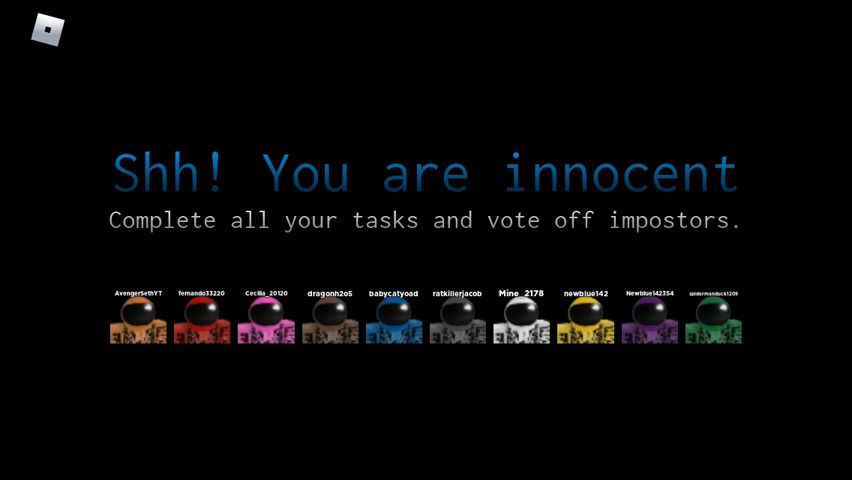 Shh! You are innocent
Complete all your tasks and vote off impostors.
AvengerSethYT fernando33220 Cecilia_20120 dragonh2o5 babycatyoad ratkillerjacob Mine_2178 newblue142 Newblue142354 spidermanduck1209